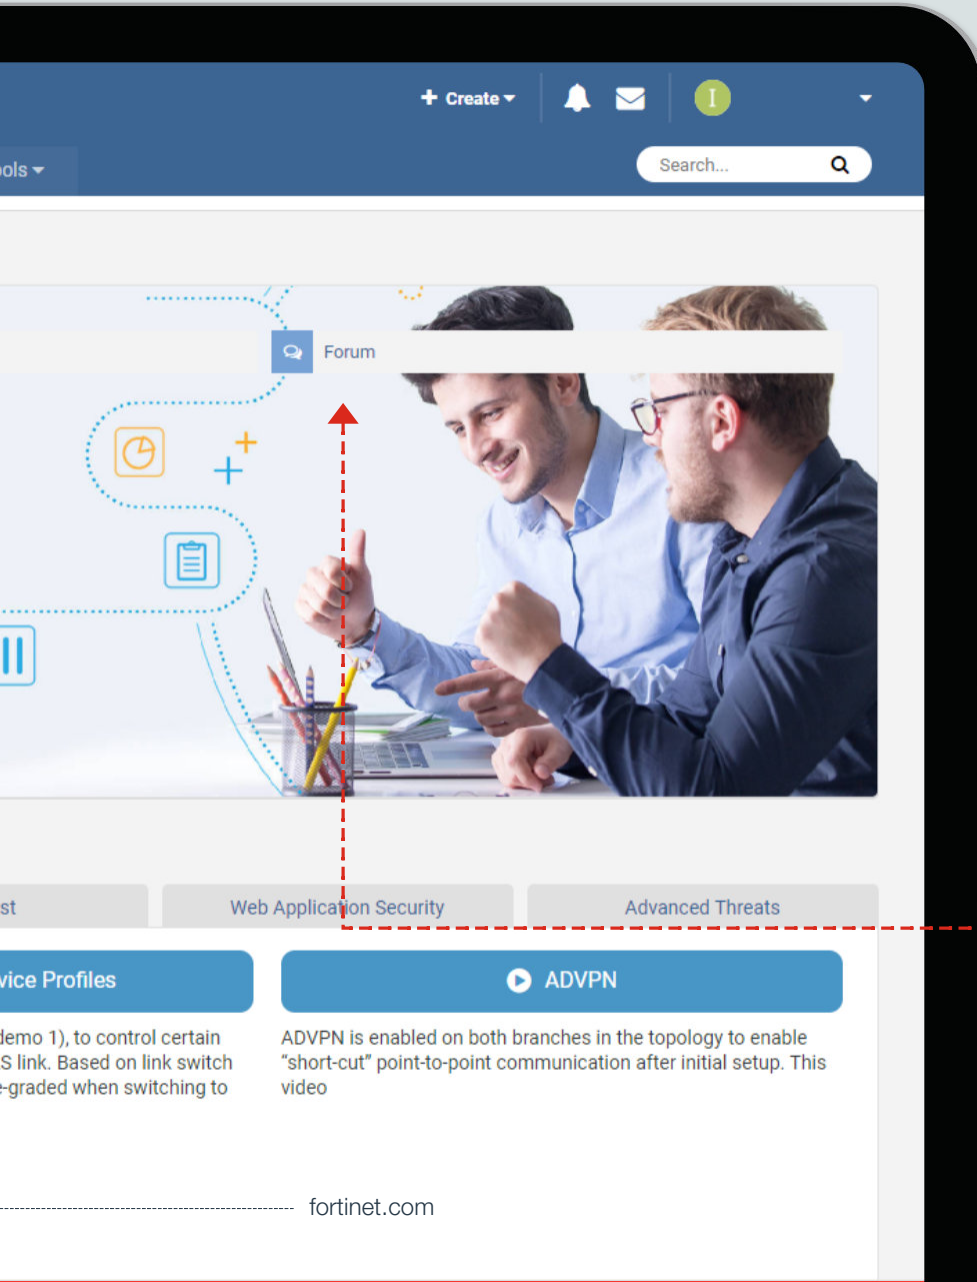 + Create
I
ols
Search...
Forum
st
Web Application Security
Advanced Threats
vice Profiles
ADVPN
demo 1), to control certain
S link. Based on link switch
e-graded when switching to
ADVPN is enabled on both branches in the topology to enable
“short-cut” point-to-point communication after initial setup. This
video
fortinet.com